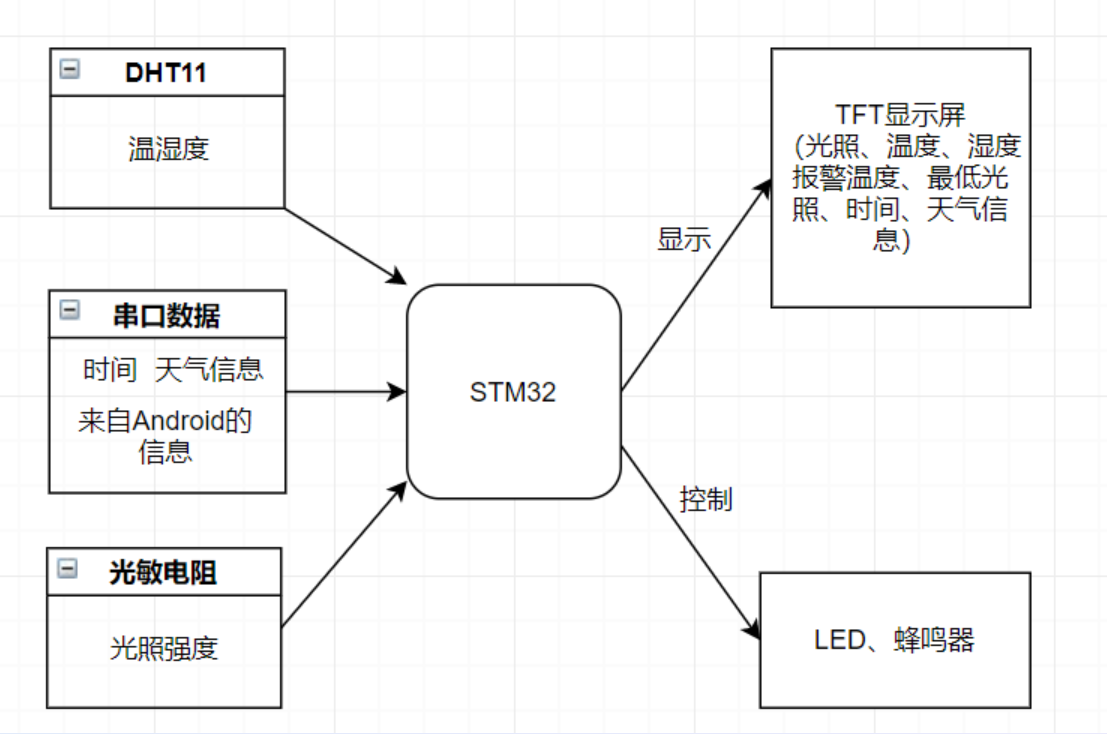 DHT11
温湿度
串口数据
时间 天气信息
来自Android的
信息
光敏电阻
光照强度
STM32
显示
控制
TFT显示屏
（光照、温度、湿度
报警温度、最低光
照、时间、天气信
息）
LED、蜂鸣器